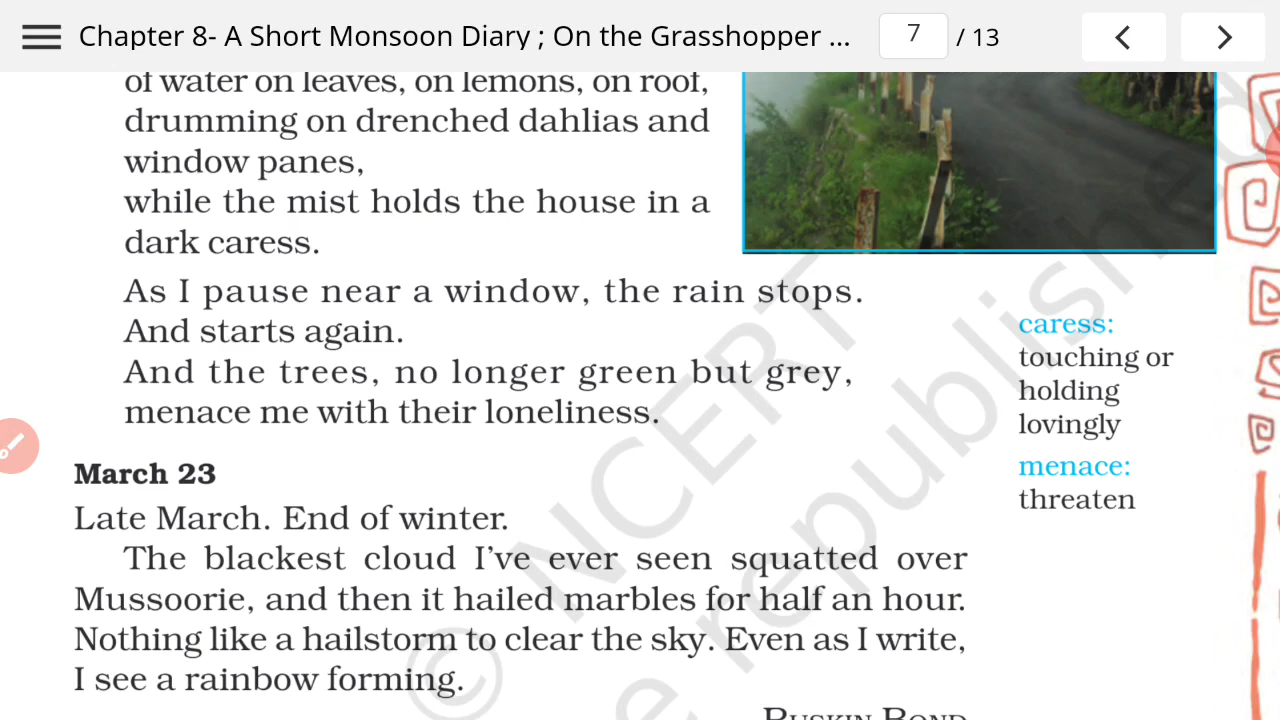 Chapter 8- A Short Monsoon Diary ; On the Grasshopper ...
7 / 13
of water on leaves, on lemons, on roof,
drumming on drenched dahlias and
window panes,
while the mist holds the house in a
dark caress.
As I pause near a window, the rain stops.
And starts again.
And the trees, no longer green but grey,
menace me with their loneliness.
caress:
touching or
holding
lovingly
menace:
threaten
March 23
Late March. End of winter.
The blackest cloud I’ve ever seen squatted over
Mussoorie, and then it hailed marbles for half an hour.
Nothing like a hailstorm to clear the sky. Even as I write,
I see a rainbow forming.
RUSKIN BOND
© NCERT
e republished